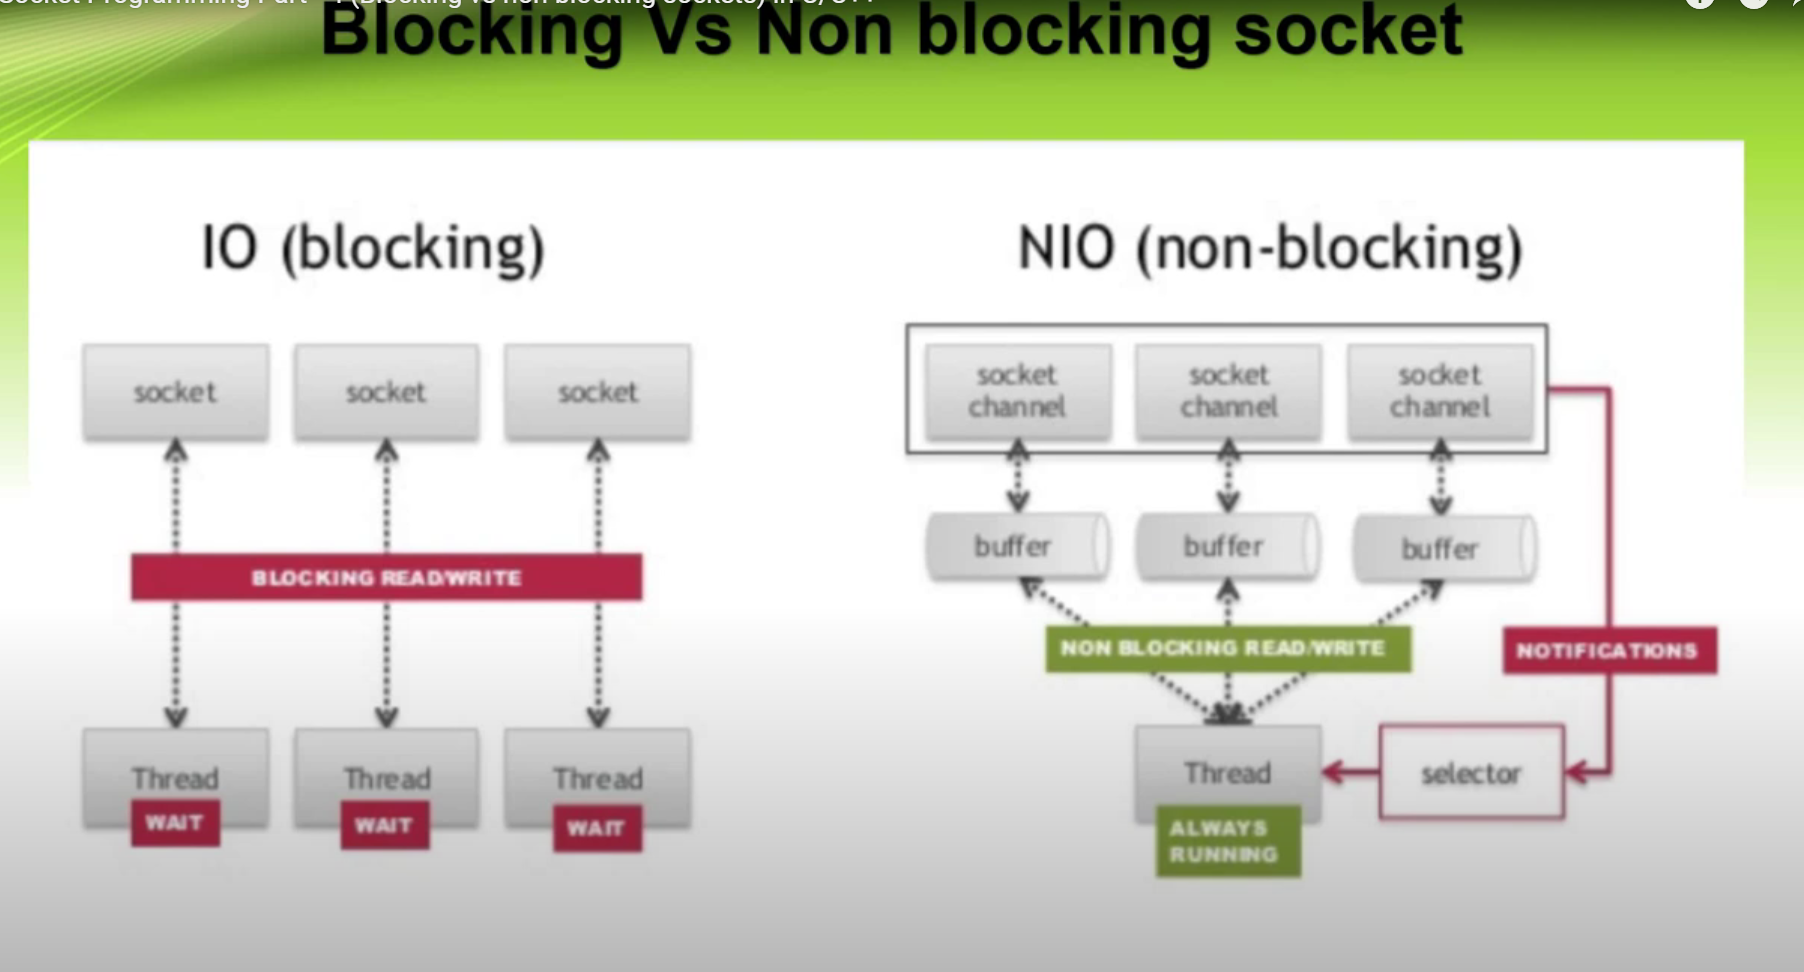 Blocking Vs Non blocking socket
IO (blocking)
socket
socket
socket
BLOCKING READ/WRITE
Thread
WAIT
Thread
WAIT
Thread
WAIT
NIO (non-blocking)
socket
channel
socket
channel
socket
channel
buffer
buffer
buffer
NON BLOCKING READ/WRITE
NOTIFICATIONS
Thread
ALWAYS
RUNNING
selector